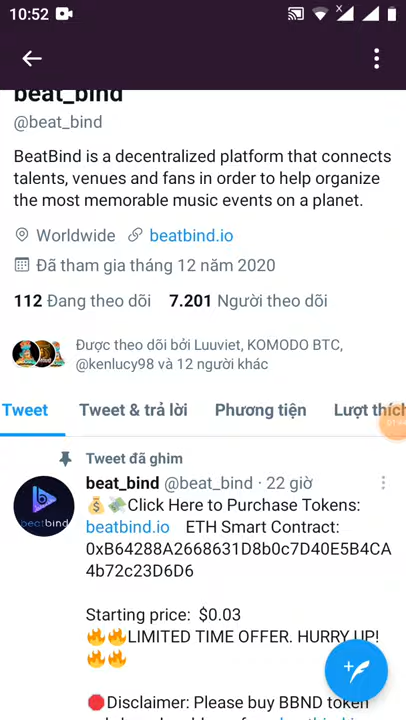 10:52
beat_bind
@beat_bind
BeatBind is a decentralized platform that connects
talents, venues and fans in order to help organize
the most memorable music events on a planet.
Worldwide beatbind.io
Đã tham gia tháng 12 năm 2020
112 Đang theo dõi 7.201 Người theo dõi
Được theo dõi bởi Luuviet, KOMODO BTC,
@kenlucy98 và 12 người khác
Tweet Tweet & trả lời Phương tiện Lượt thích
Tweet đã ghim
beat_bind @beat_bind · 22 giờ
💰💸Click Here to Purchase Tokens:
beatbind.io ETH Smart Contract:
0xB64288A2668631D8b0c7D40E5B4CA
4b72c23D6D6
Starting price: $0.03
🔥🔥LIMITED TIME OFFER. HURRY UP!
🔥🔥
🛑Disclaimer: Please buy BBND token
beatbind